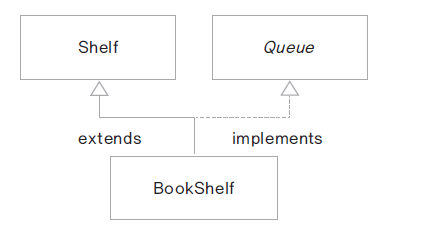 Shelf
Queue
extends
implements
BookShelf